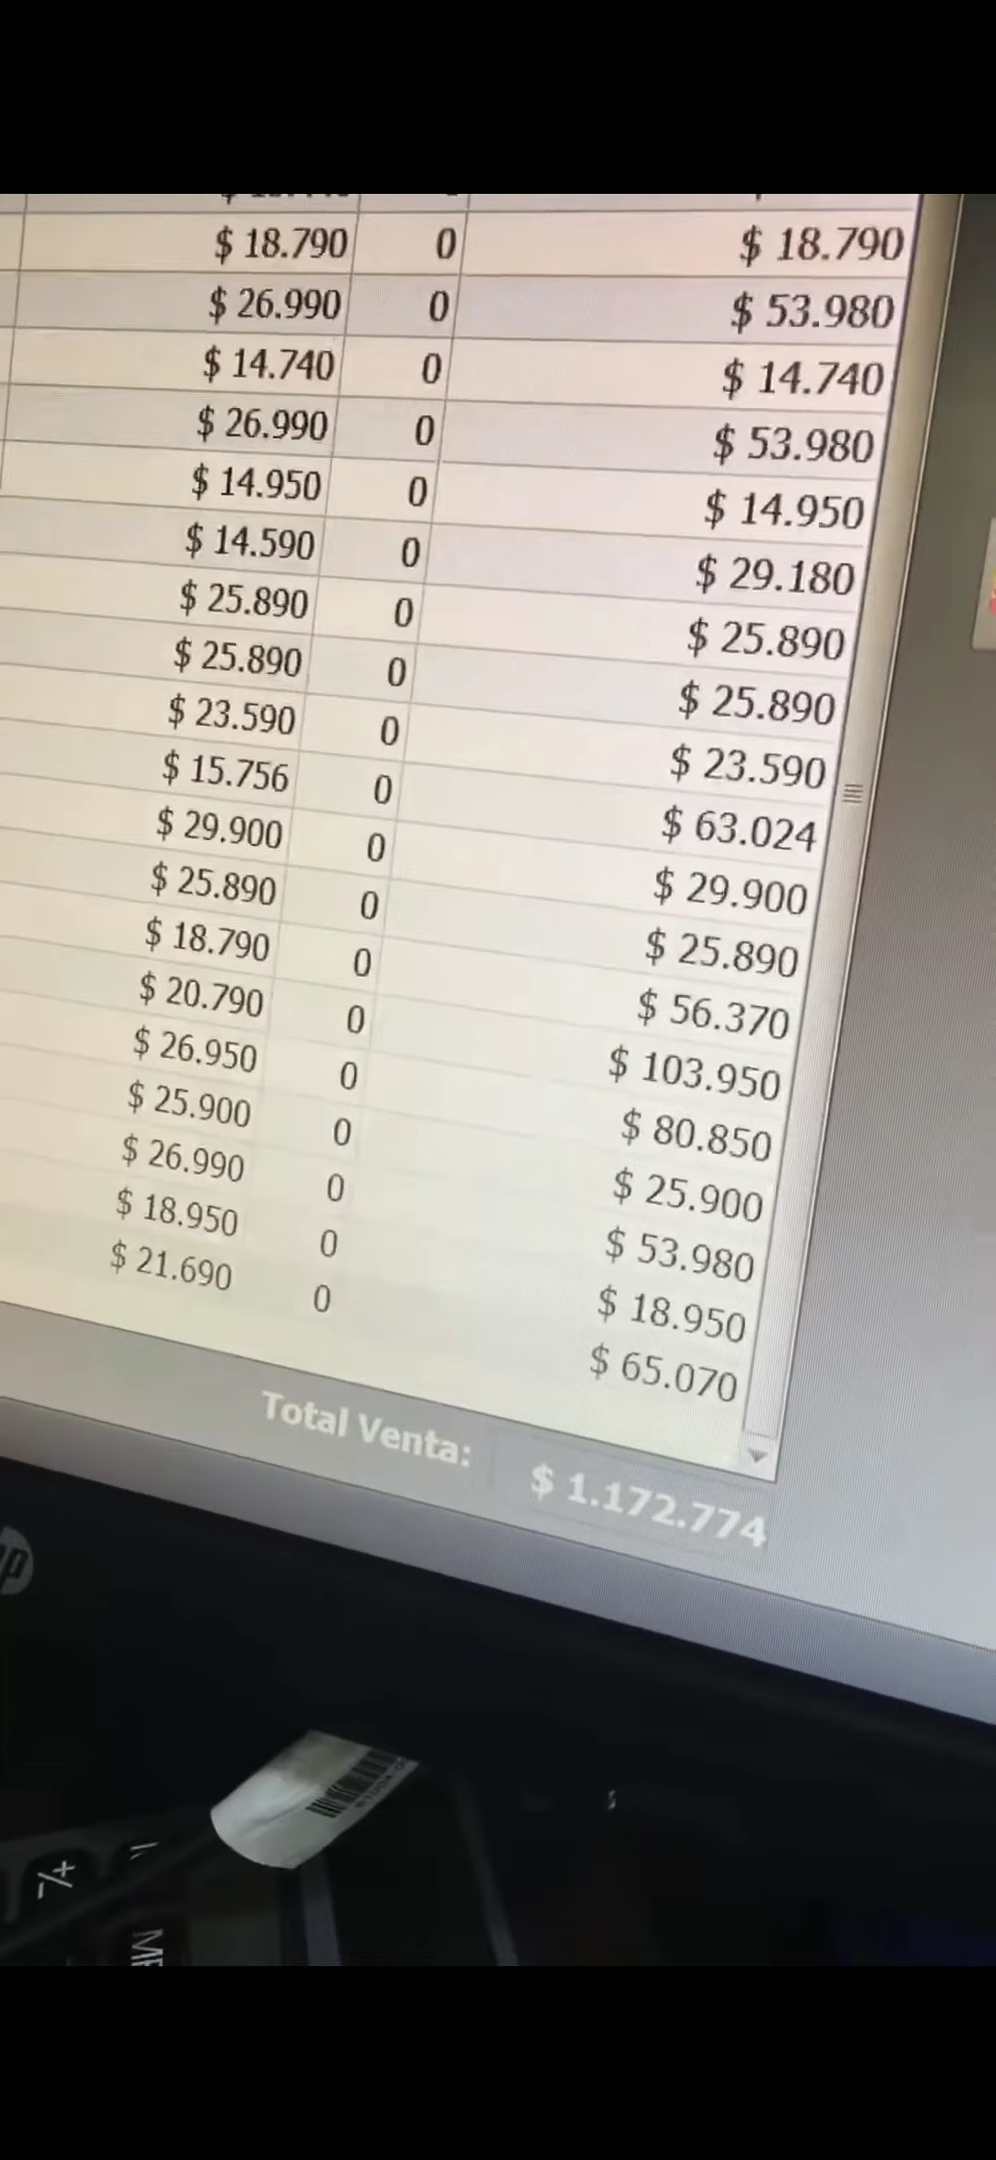 $ 18.790 0 $ 18.790
$ 26.990 0 $ 53.980
$ 14.740 0 $ 14.740
$ 26.990 0 $ 53.980
$ 14.950 0 $ 14.950
$ 14.590 0 $ 29.180
$ 25.890 0 $ 25.890
$ 25.890 0 $ 25.890
$ 23.590 0 $ 23.590
$ 15.756 0 $ 63.024
$ 29.900 0 $ 29.900
$ 25.890 0 $ 25.890
$ 18.790 0 $ 56.370
$ 20.790 0 $ 103.950
$ 26.950 0 $ 80.850
$ 25.900 0 $ 25.900
$ 26.990 0 $ 53.980
$ 18.950 0 $ 18.950
$ 21.690 0 $ 65.070
Total Venta: $ 1.172.774
+/-